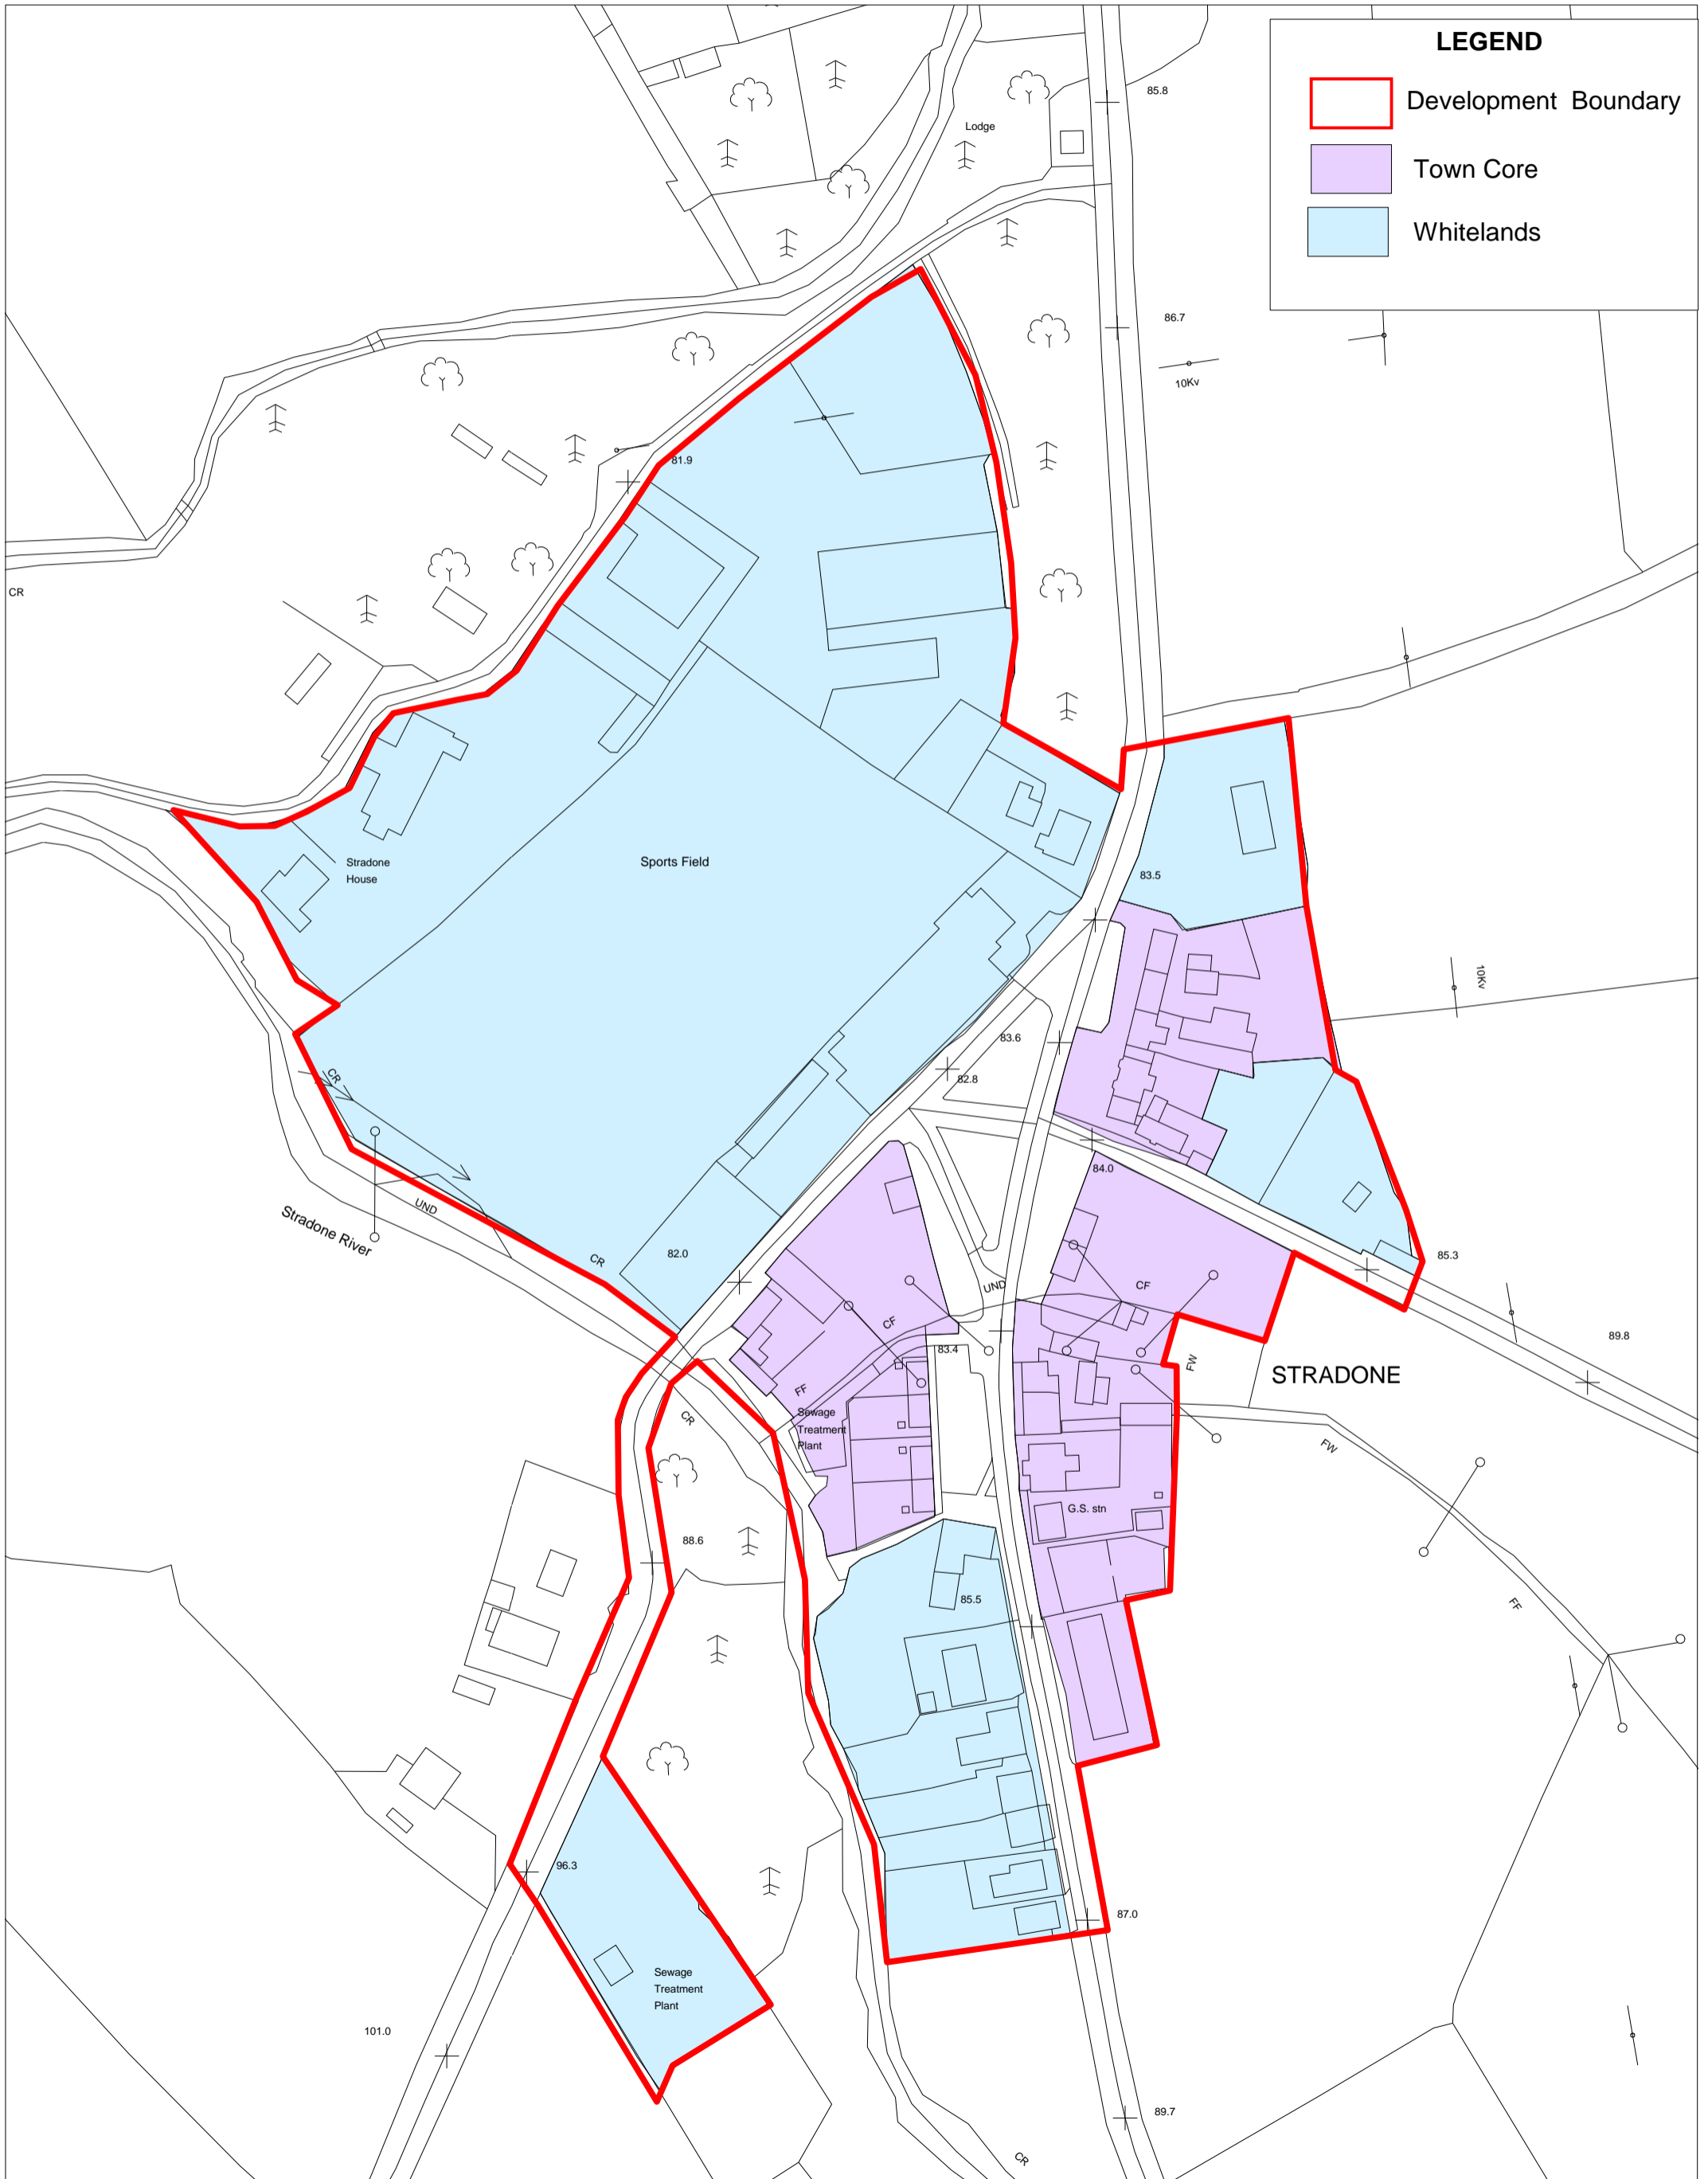 LEGEND
Development Boundary
Town Core
Whitelands
85.8
Lodge
86.7
10Kv
81.9
CR
Stradone
House
Sports Field
83.5
10Kv
83.6
82.8
CR
84.0
UND
Stradone River
CR
82.0
85.3
UND
CF
CF
83.4
89.8
FW
STRADONE
FF
Sewage
Treatment
Plant
CR
FW
G.S. stn
88.6
85.5
FF
96.3
87.0
Sewage
Treatment
Plant
101.0
89.7
CR